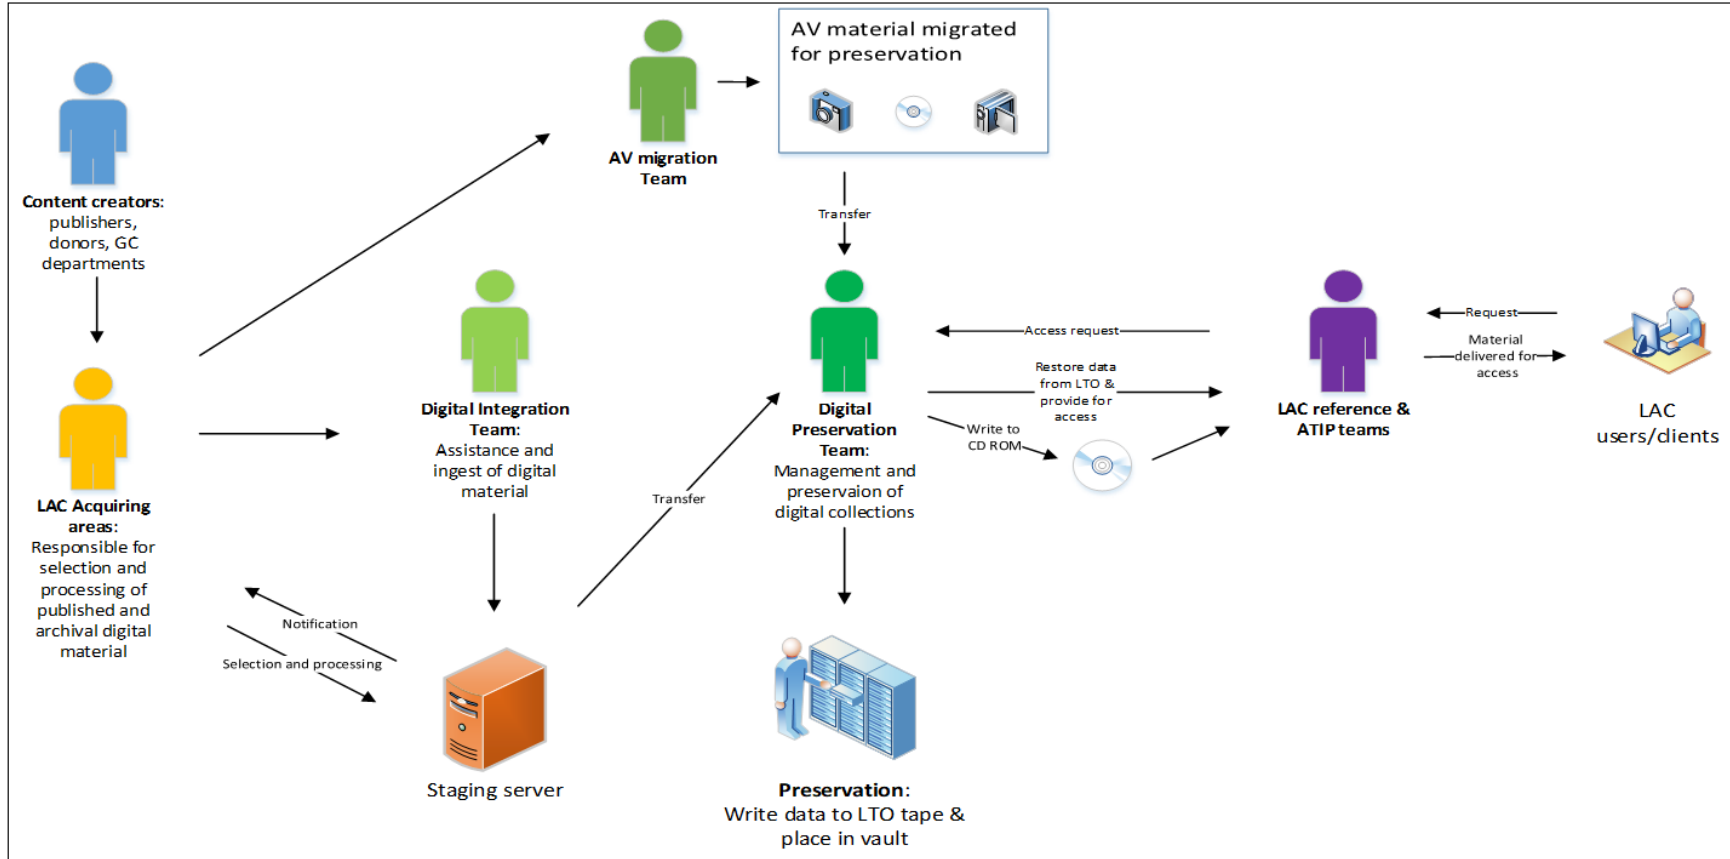 AV material migrated
for preservation
AV migration
Team
Content creators:
publishers,
donors, GC
departments
Transfer
Access request
Request
Material
delivered for
access
Restore data
from LTO &
provide for
access
Digital Integration
Team:
Assistance and
ingest of digital
material
Digital
Preservation
Team:
Management and
preservaion of
digital collections
Write to
CD ROM
LAC reference &
ATIP teams
LAC
users/clients
LAC Acquiring
areas:
Responsible for
selection and
processing of
published and
archival digital
material
Transfer
Notification
Selection and processing
Staging server
Preservation:
Write data to LTO tape &
place in vault